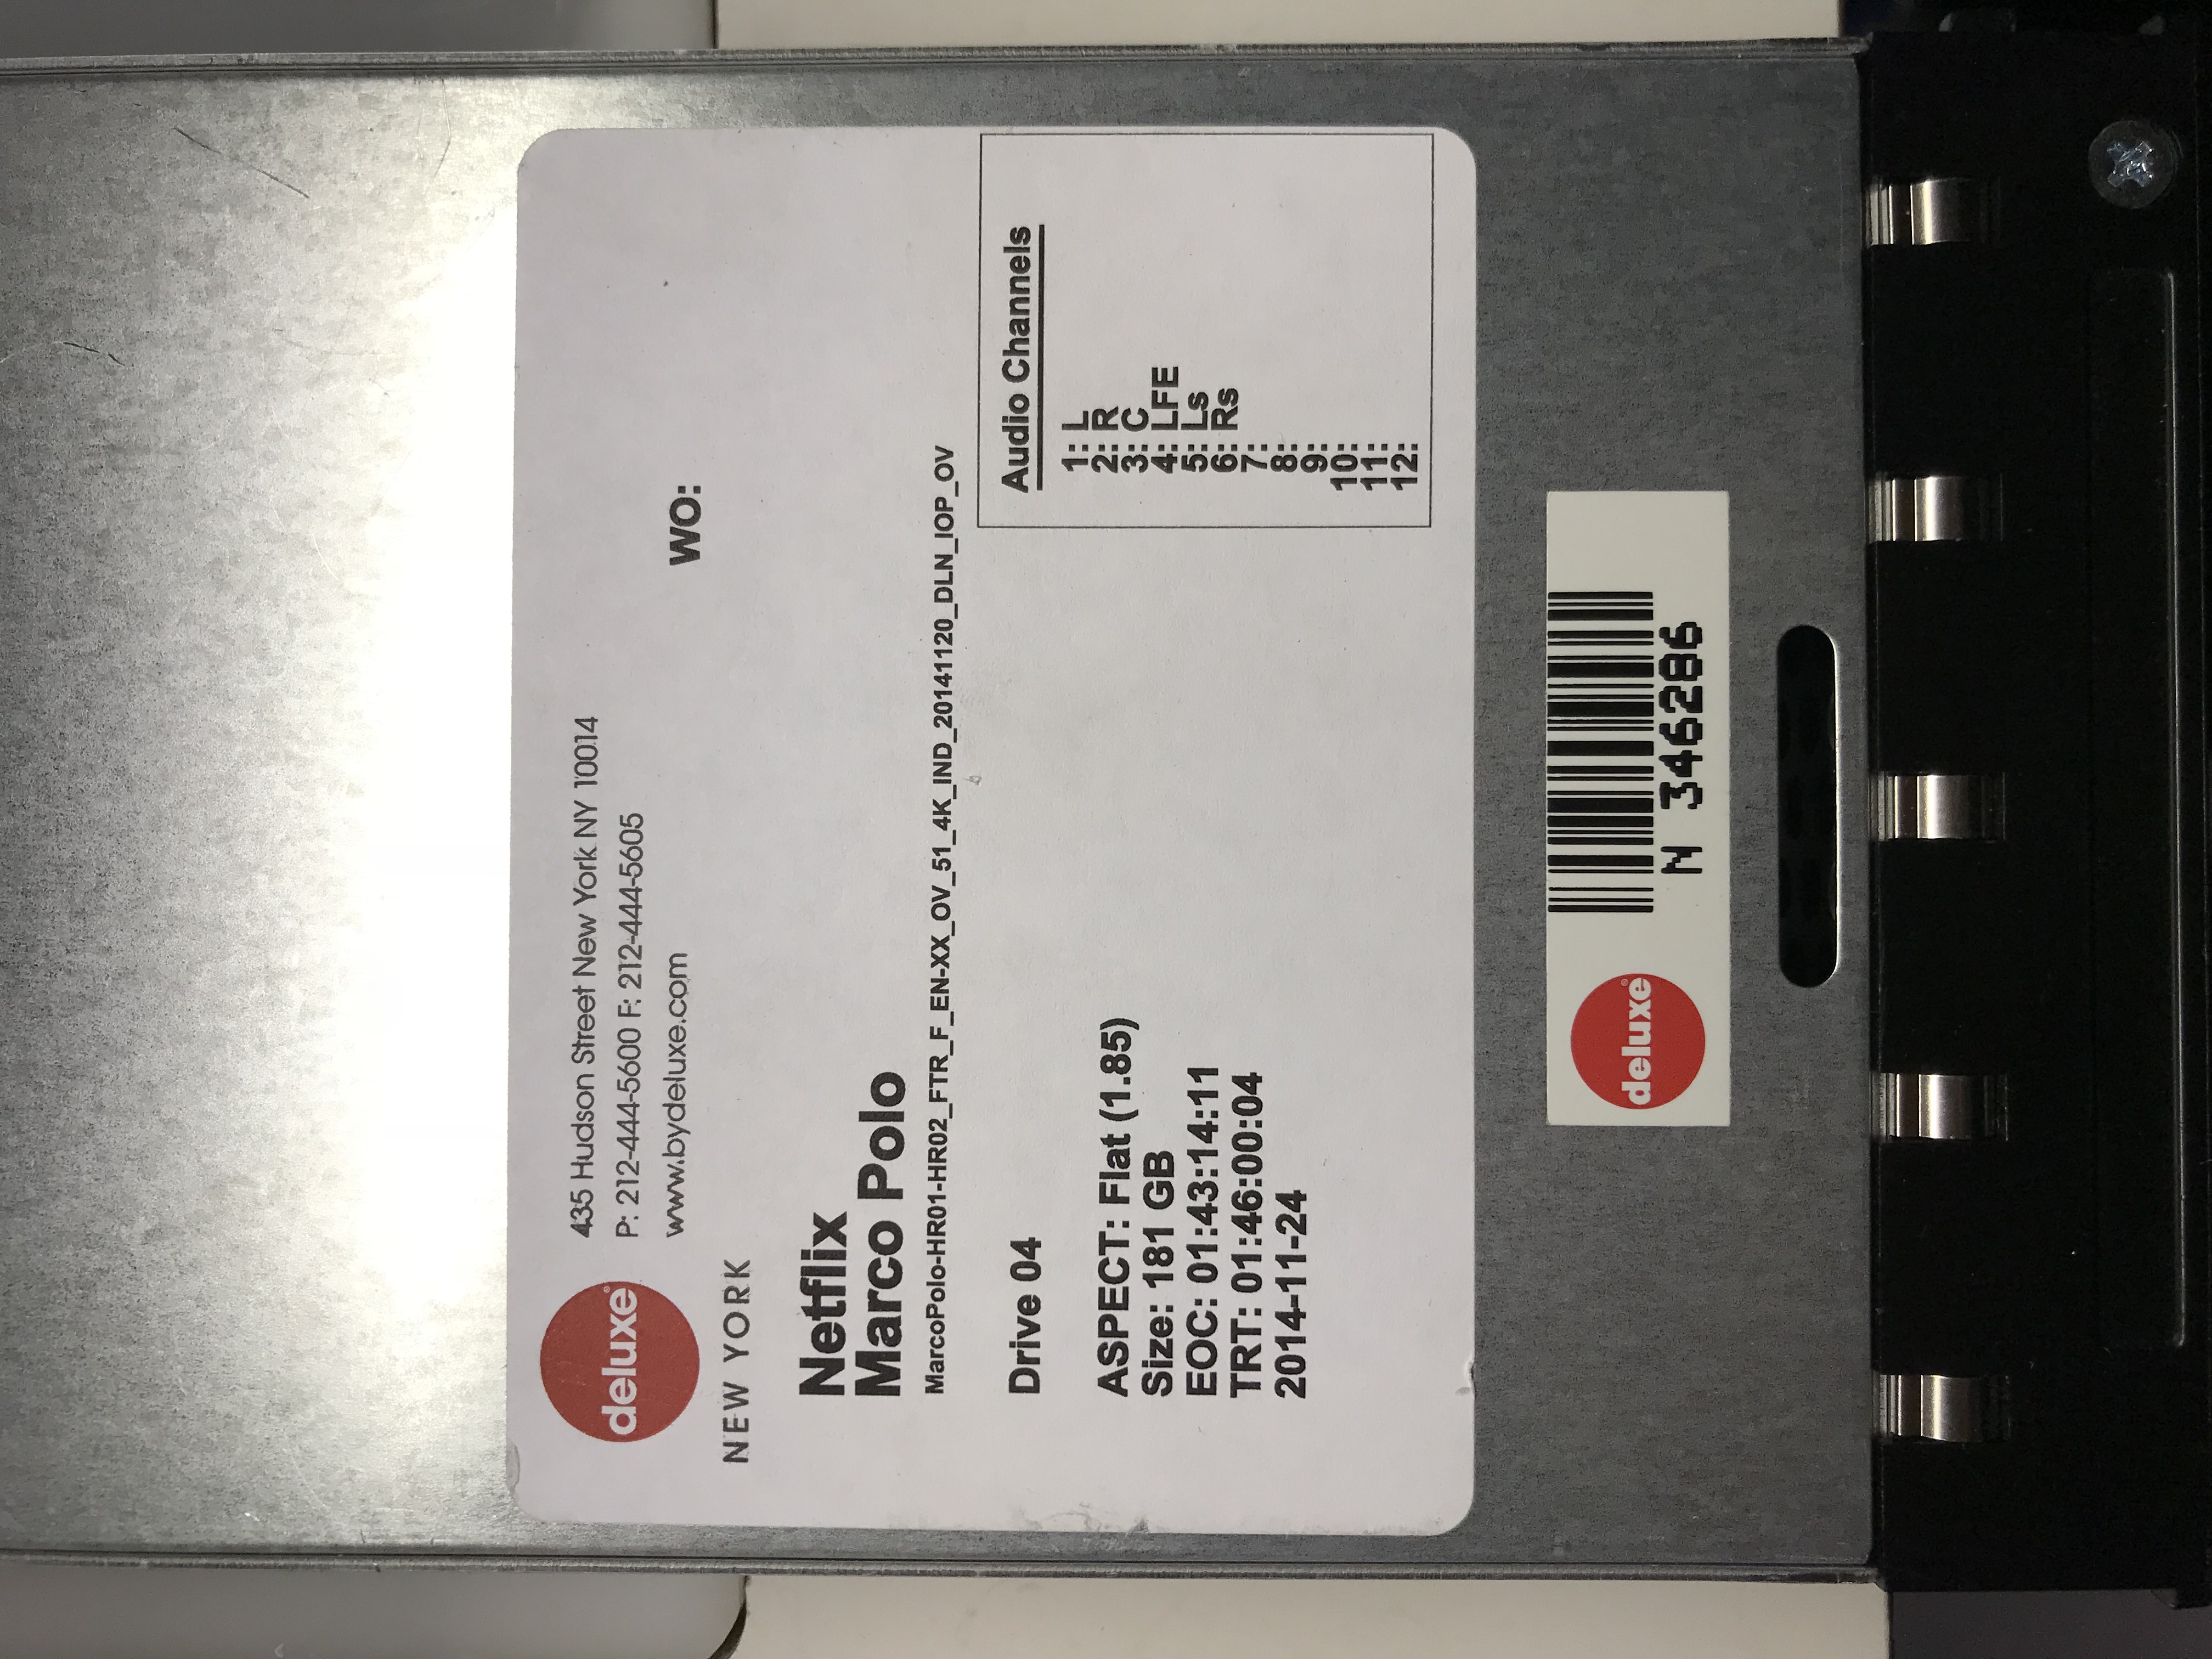 deluxe®
NEW YORK
435 Hudson Street New York NY 10014
P: 212-444-5600 F: 212-444-5605
www.bydeluxe.com
WO:
Netflix
Marco Polo
MarcoPolo-HR01-HR02_FTR_F_EN-XX_OV_51_4K_IND_20141120_DLN_IOP_OV
Drive 04
ASPECT: Flat (1.85)
Size: 181 GB
EOC: 01:43:14:11
TRT: 01:46:00:04
2014-11-24
Audio Channels
1: L
2: R
3: C
4: LFE
5: Ls
6: Rs
7:
8:
9:
10:
11:
12:
deluxe®
N 346286